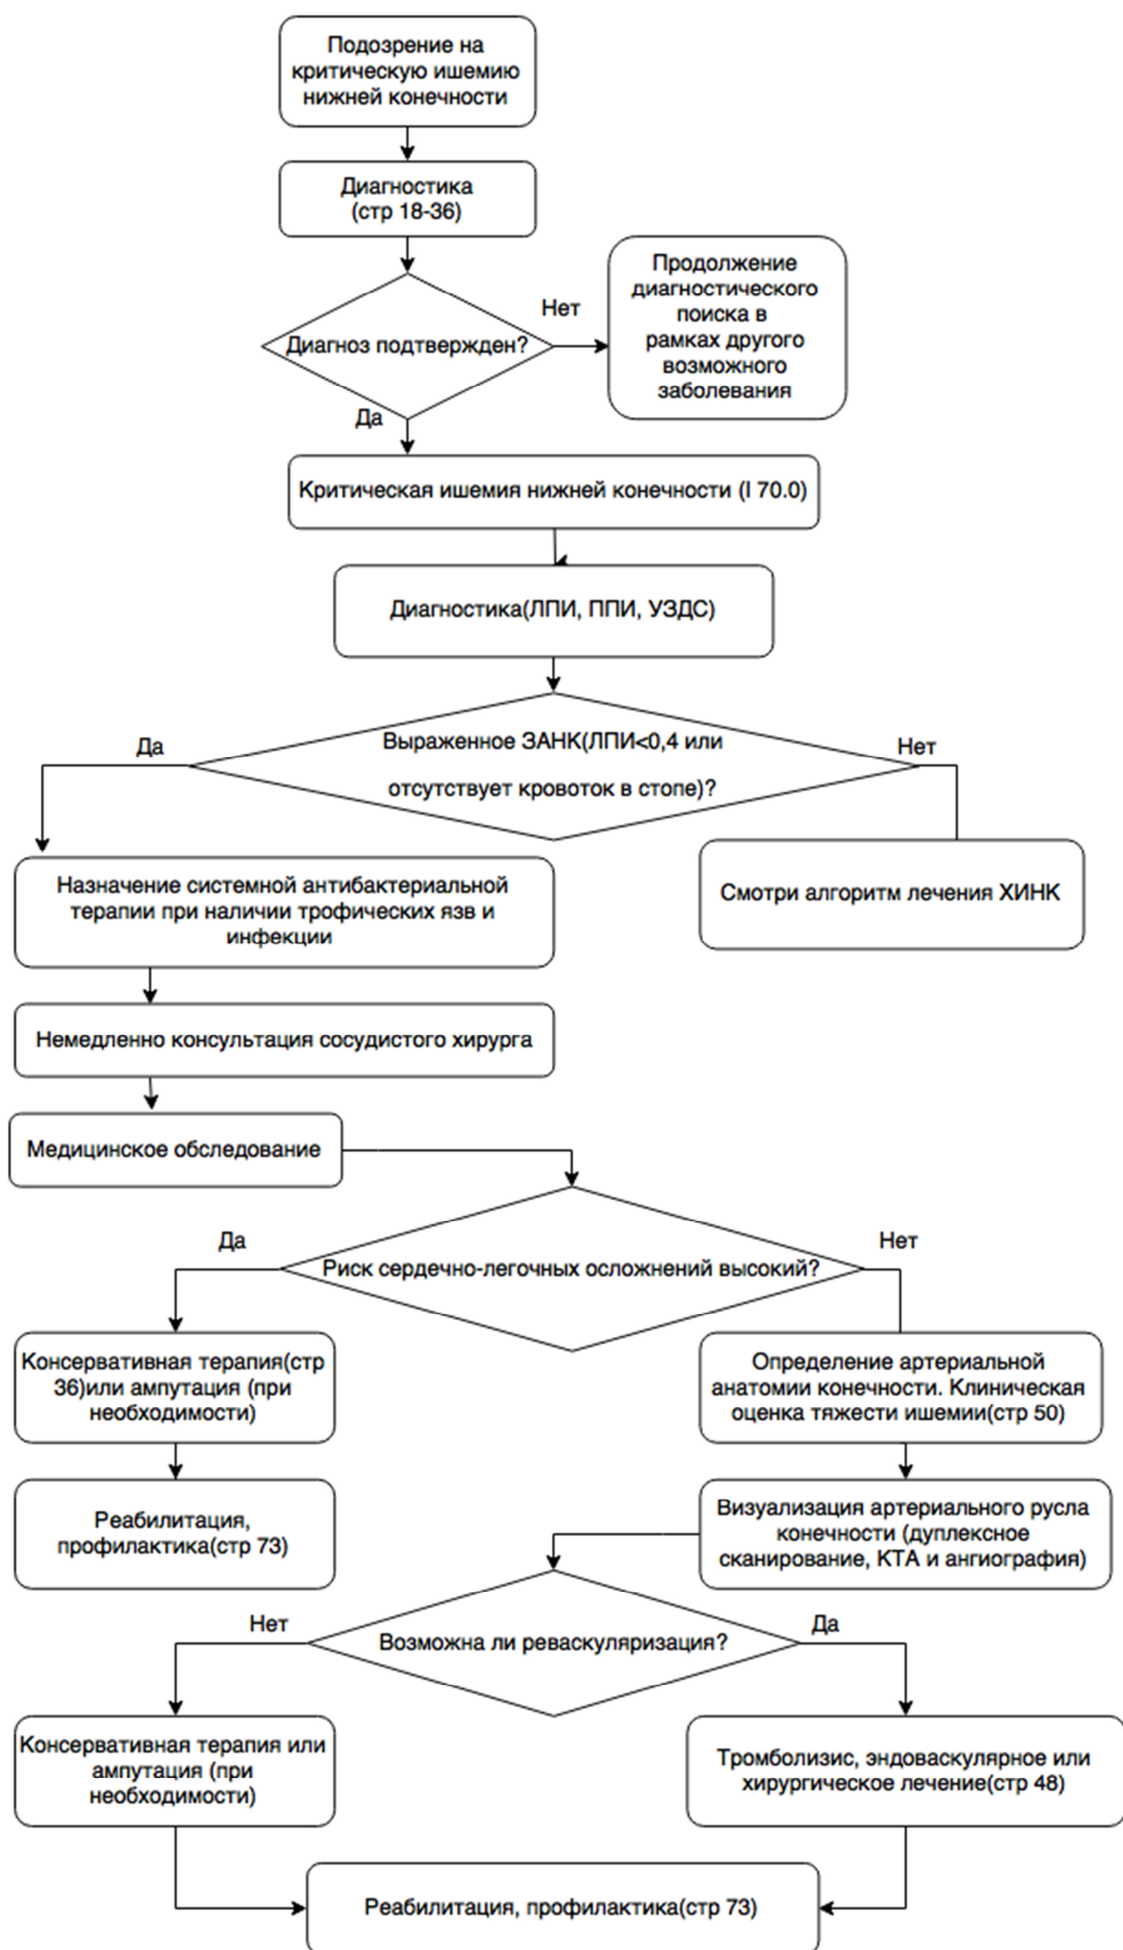 Подозрение на
критическую ишемию
нижней конечности
Диагностика
(стр 18-36)
Диагноз подтвержден?
Нет
Продолжение
диагностического
поиска в
рамках другого
возможного
заболевания
Да
Критическая ишемия нижней конечности (I 70.0)
Диагностика(ЛПИ, ППИ, УЗДС)
Да
Выраженное ЗАНК(ЛПИ<0,4 или
отсутствует кровоток в стопе)?
Нет
Назначение системной антибактериальной
терапии при наличии трофических язв и
инфекции
Смотри алгоритм лечения ХИНК
Немедленно консультация сосудистого хирурга
Медицинское обследование
Да
Риск сердечно-легочных осложнений высокий?
Нет
Консервативная терапия(стр
36)или ампутация (при
необходимости)
Определение артериальной
анатомии конечности. Клиническая
оценка тяжести ишемии(стр 50)
Реабилитация,
профилактика(стр 73)
Визуализация артериального русла
конечности (дуплексное
сканирование, КТА и ангиография)
Нет
Возможна ли реваскуляризация?
Да
Консервативная терапия или
ампутация (при
необходимости)
Тромболизис, эндоваскулярное или
хирургическое лечение(стр 48)
Реабилитация, профилактика(стр 73)